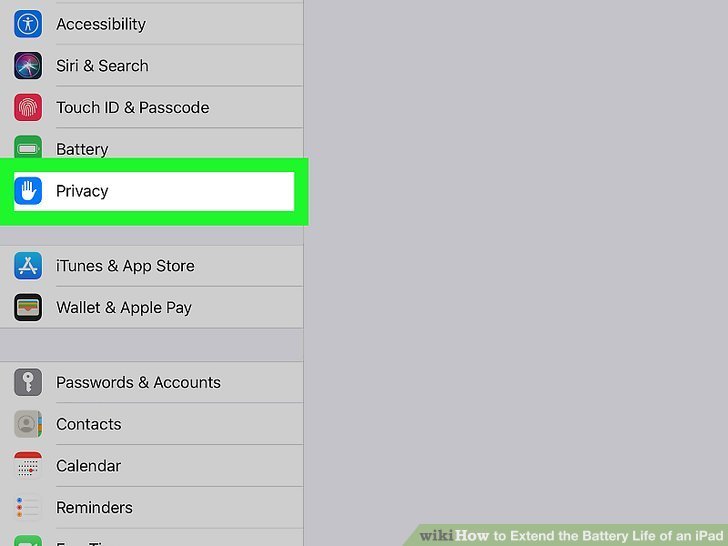 Accessibility
Siri & Search
Touch ID & Passcode
Battery
Privacy
iTunes & App Store
Wallet & Apple Pay
Passwords & Accounts
Contacts
Calendar
Reminders
wikiHow to Extend the Battery Life of an iPad